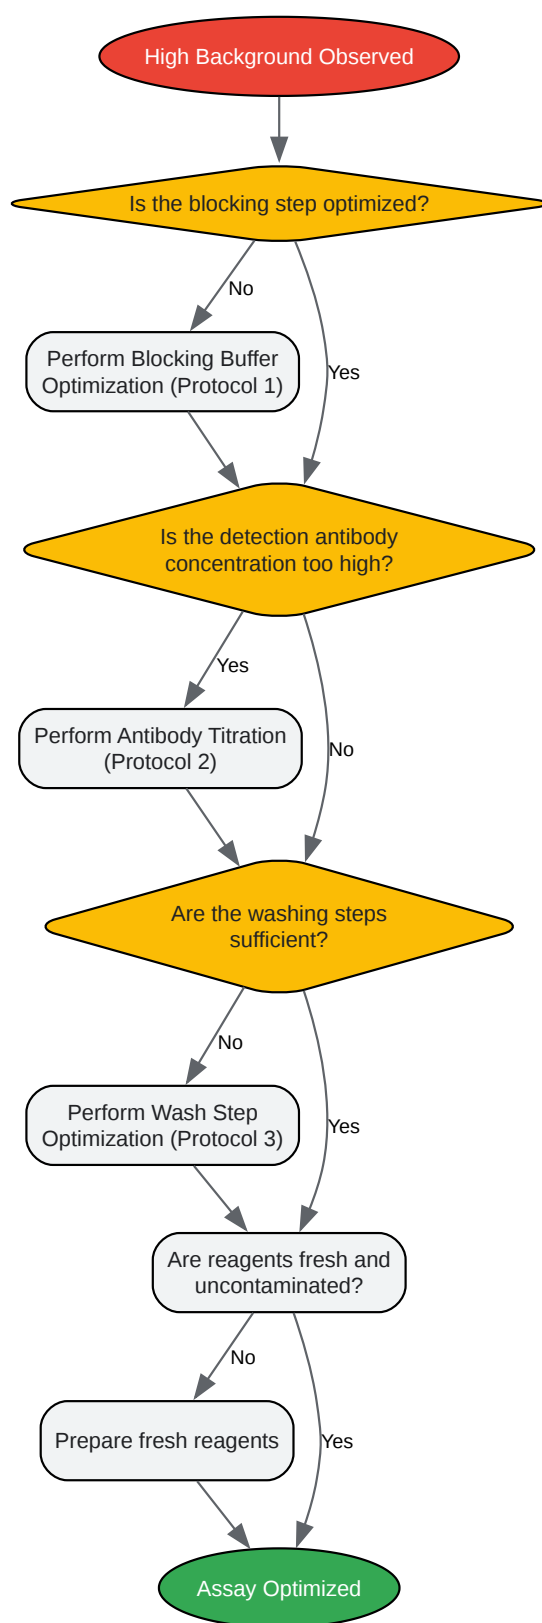 High Background Observed
Is the blocking step optimized?
No
Perform Blocking Buffer
Optimization (Protocol 1)
Yes
Is the detection antibody
concentration too high?
Yes
Perform Antibody Titration
(Protocol 2)
No
Are the washing steps
sufficient?
No
Perform Wash Step
Optimization (Protocol 3)
Yes
Are reagents fresh and
uncontaminated?
No
Prepare fresh reagents
Yes
Assay Optimized